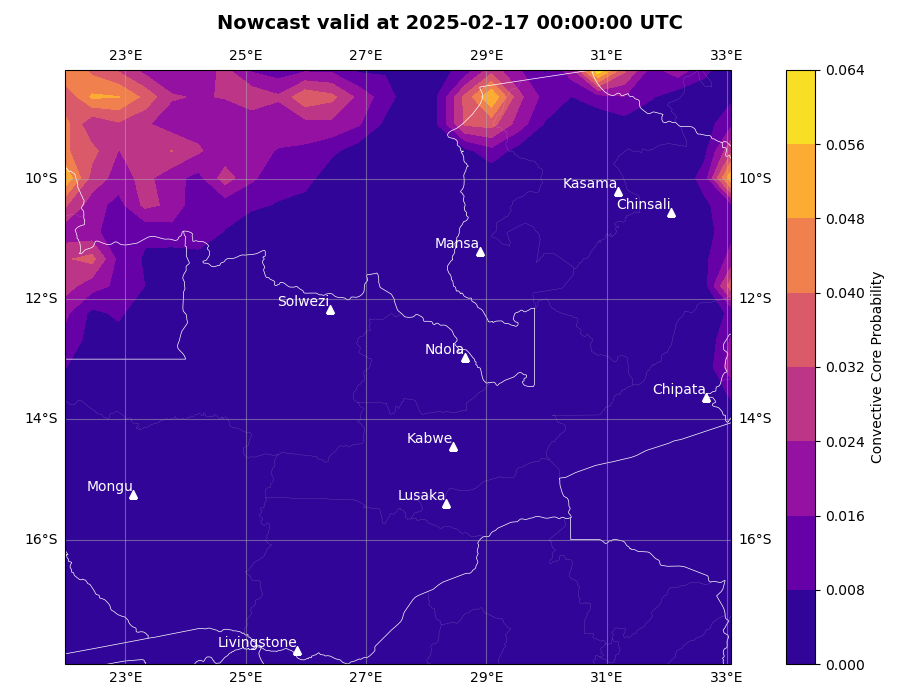 Nowcast valid at 2025-02-17 00:00:00 UTC
23°E 25°E 27°E 29°E 31°E 33°E
0.064
0.056
10°S Kasama 10°S
Chinsali
0.048
Mansa
0.040
12°S Solwezi 12°S
Ndola
0.032
Chipata
14°S 14°S
Kabwe
0.024
Mongu Lusaka
0.016
16°S 16°S
0.008
Livingstone
0.000
23°E 25°E 27°E 29°E 31°E 33°E
Convective Core Probability